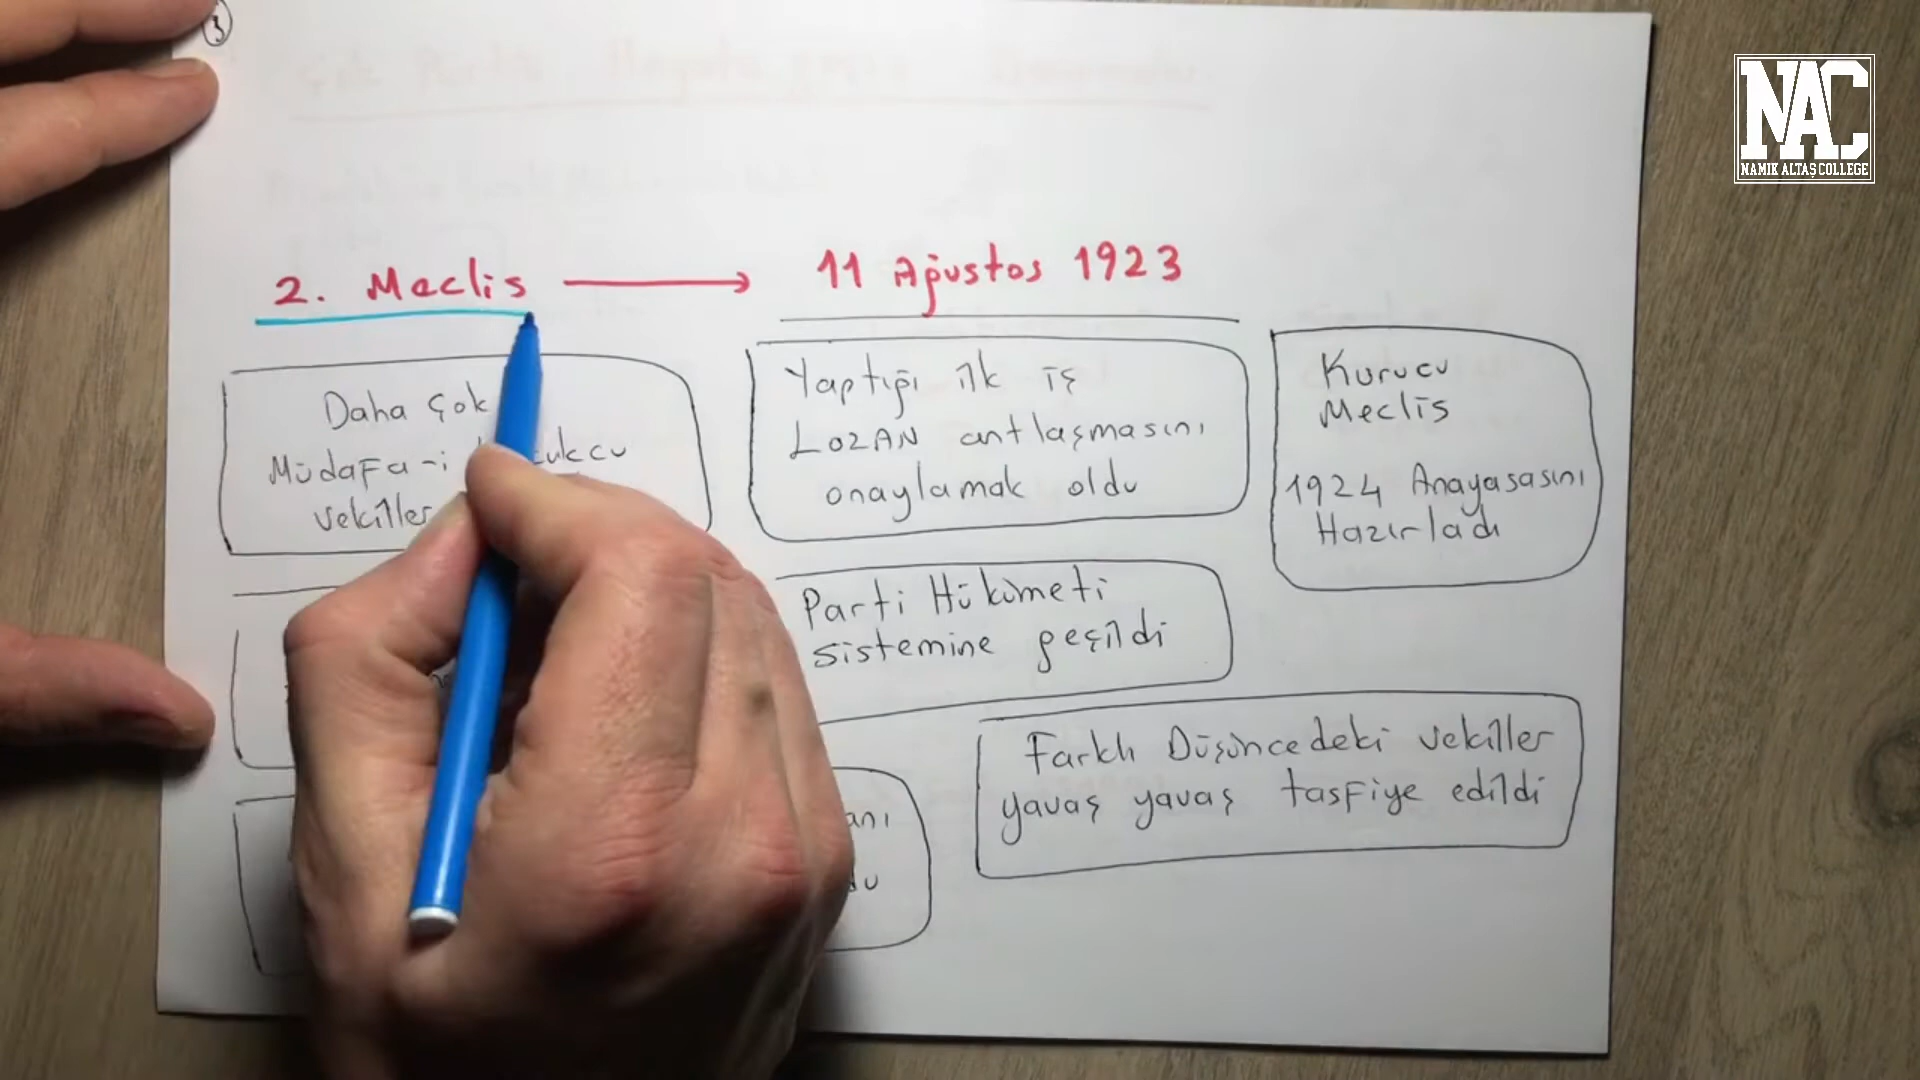 3
2. Meclis → 11 Ağustos 1923
Daha Çok
Müdafa-i
vekiller
Yaptığı ilk iş
LOZAN antlaşmasını
onaylamak oldu
Kurucu
Meclis
1924 Anayasasını
Hazırladı
Parti Hükümeti
sistemine geçildi
Farklı Düşüncedeki vekiller
yavaş yavaş tasfiye edildi
NAC
NAMIK ALTAŞ COLLEGE